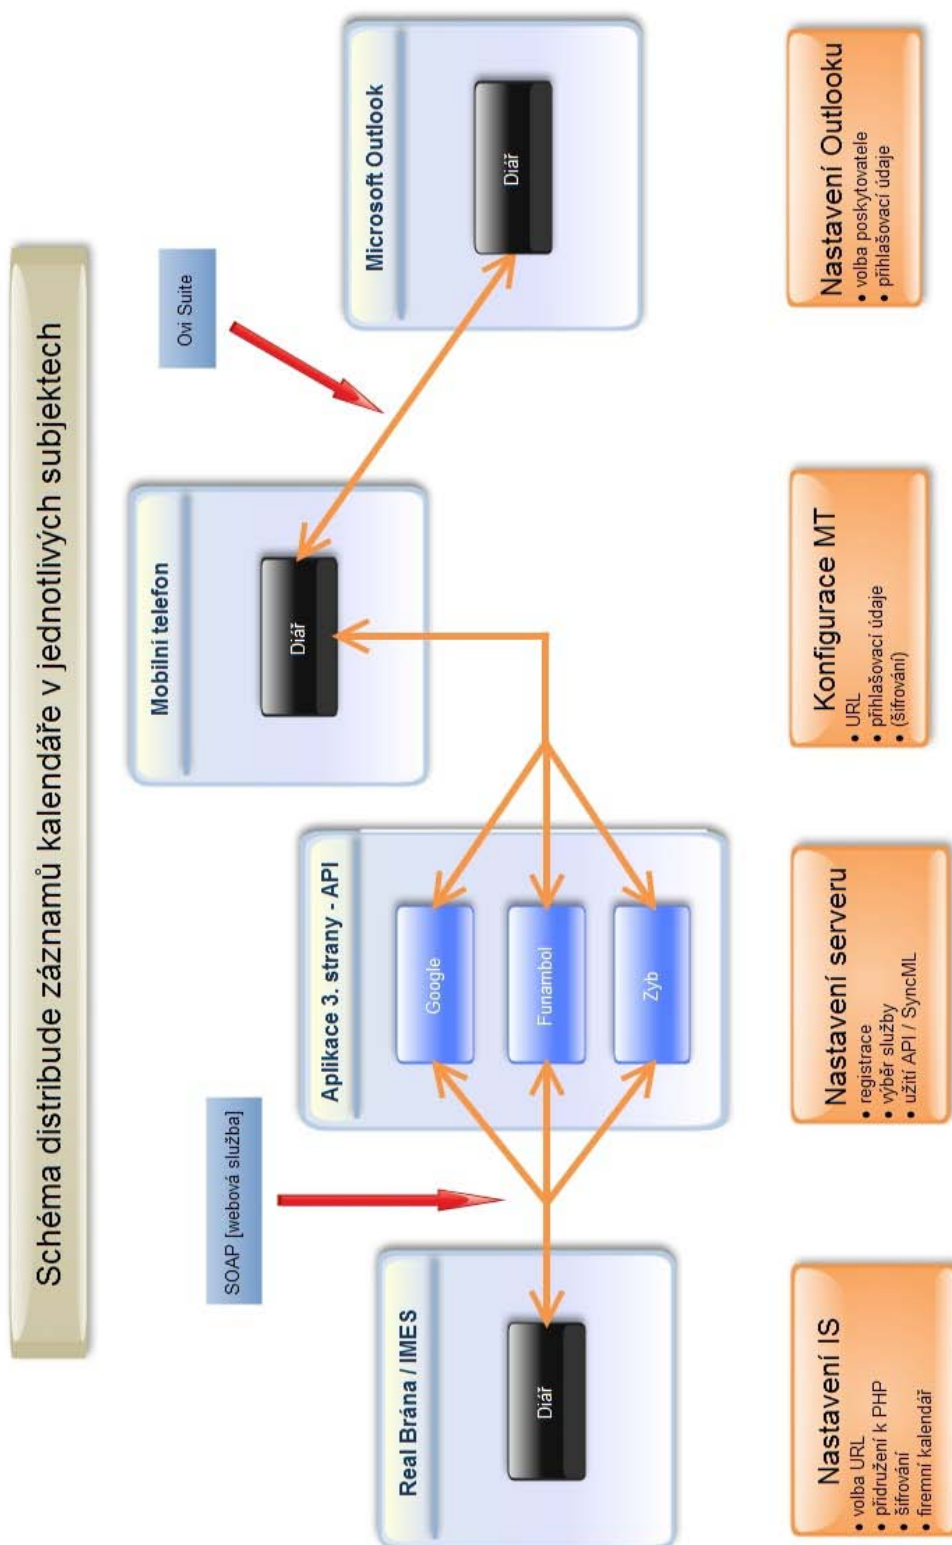 Schéma distribude záznamů kalendáře v jednotlivých subjektech
SOAP [webová služba]
Ovi Suite
Real Brána / IMES
Diář
Aplikace 3. strany - API
Google
Funambol
Zyb
Mobilní telefon
Diář
Microsoft Outlook
Diář
Nastavení IS
• volba URL
• přidružení k PHP
• šifrování
• firemní kalendář
Nastavení serveru
• registrace
• výběr služby
• užití API / SyncML
Konfigurace MT
• URL
• přihlašovací údaje
• (šifrování)
Nastavení Outlooku
• volba poskytovatele
• přihlašovací údaje